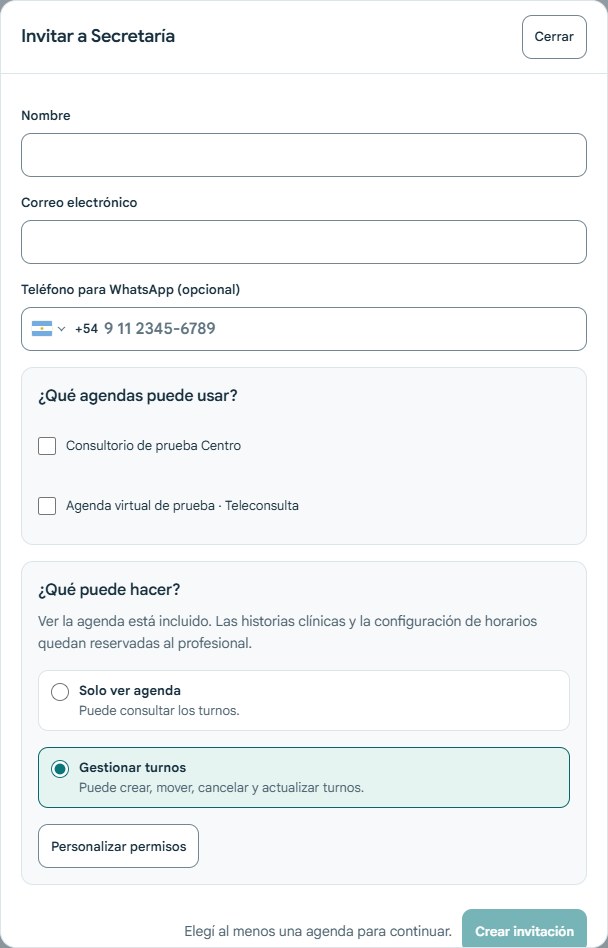 Invitar a Secretaría
Cerrar
Nombre
Correo electrónico
Teléfono para WhatsApp (opcional)
+54 9 11 2345-6789
¿Qué agendas puede usar?
Consultorio de prueba Centro
Agenda virtual de prueba · Teleconsulta
¿Qué puede hacer?
Ver la agenda está incluido. Las historias clínicas y la configuración de horarios
quedan reservadas al profesional.
Solo ver agenda
Puede consultar los turnos.
Gestionar turnos
Puede crear, mover, cancelar y actualizar turnos.
Personalizar permisos
Elegí al menos una agenda para continuar.
Crear invitación